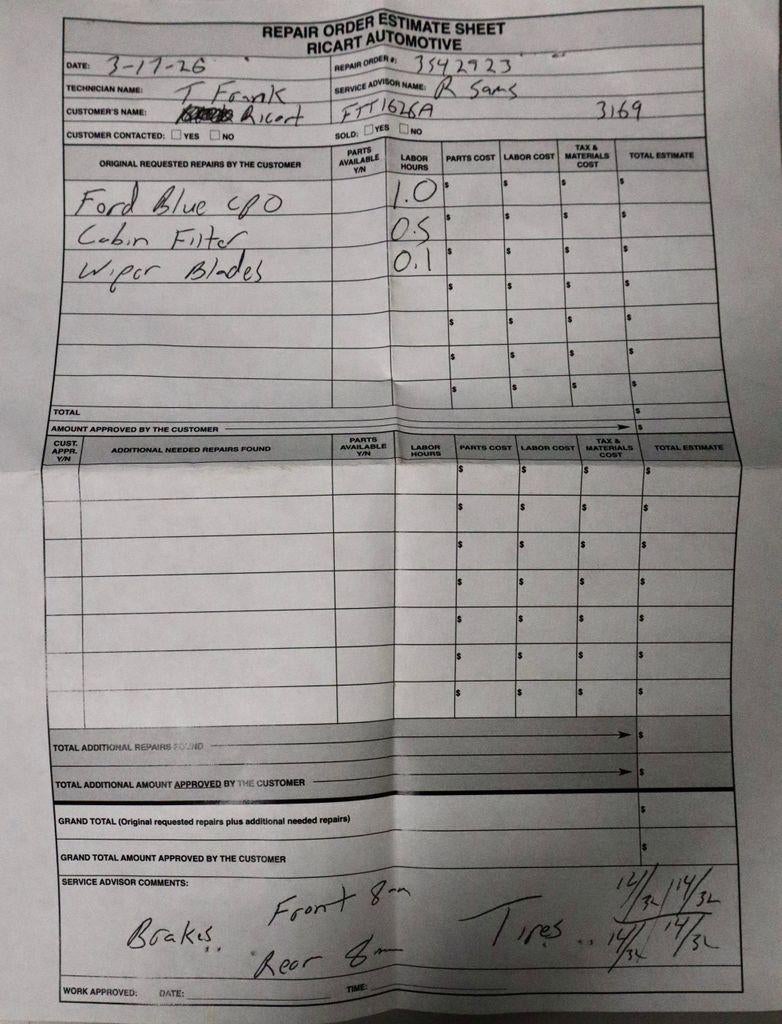 REPAIR ORDER ESTIMATE SHEET
RICART AUTOMOTIVE
DATE: 3-17-26 REPAIR ORDER #: 3542923
TECHNICIAN NAME: T Frank SERVICE ADVISOR NAME: R Sams
CUSTOMER'S NAME: Ricart FTT1626A 3169
CUSTOMER CONTACTED: YES NO SOLD: YES NO
ORIGINAL REQUESTED REPAIRS BY THE CUSTOMER PARTS AVAILABLE Y/N LABOR HOURS PARTS COST LABOR COST TAX & MATERIALS COST TOTAL ESTIMATE
Ford Blue CPO 1.0 $ $ $ $
Cabin Filter 0.5 $ $ $ $
Wiper Blades 0.1 $ $ $ $
$ $ $ $
$ $ $ $
$ $ $ $
$ $ $ $
TOTAL $
AMOUNT APPROVED BY THE CUSTOMER $
CUST. APPR. Y/N ADDITIONAL NEEDED REPAIRS FOUND PARTS AVAILABLE Y/N LABOR HOURS PARTS COST LABOR COST TAX & MATERIALS COST TOTAL ESTIMATE
$ $ $ $
$ $ $ $
$ $ $ $
$ $ $ $
$ $ $ $
$ $ $ $
$ $ $ $
TOTAL ADDITIONAL REPAIRS FOUND $
TOTAL ADDITIONAL AMOUNT APPROVED BY THE CUSTOMER $
GRAND TOTAL (Original requested repairs plus additional needed repairs) $
GRAND TOTAL AMOUNT APPROVED BY THE CUSTOMER $
SERVICE ADVISOR COMMENTS:
Front 8mm 14/32 14/32
Brakes Tires
Rear 8mm 14/32 14/32
WORK APPROVED: DATE: TIME: